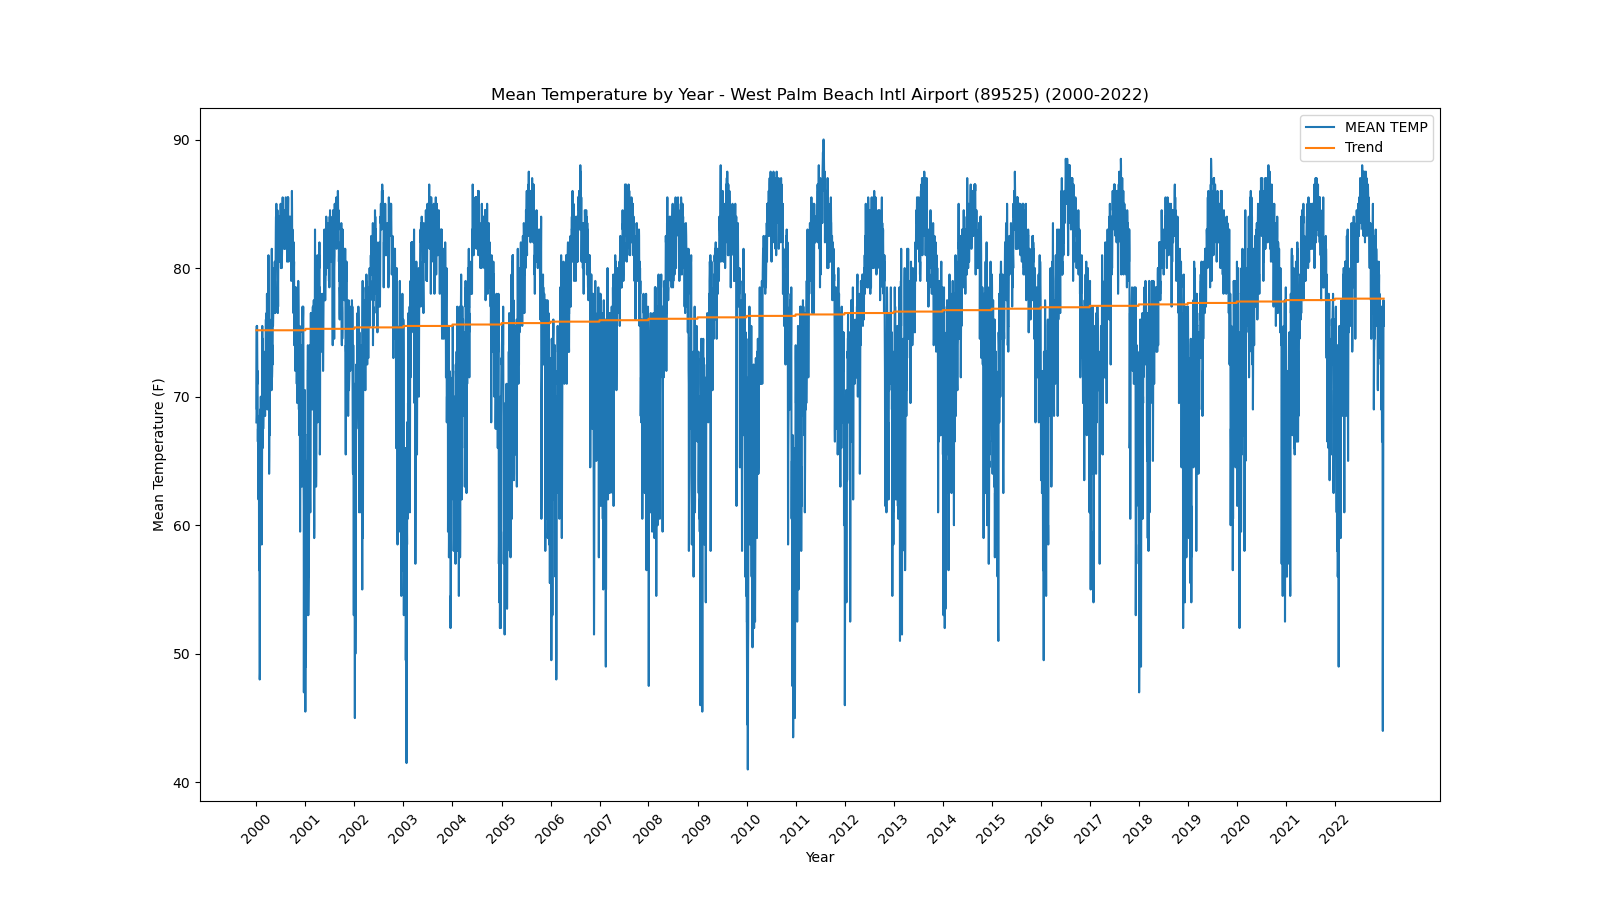 Mean Temperature by Year - West Palm Beach Intl Airport (89525) (2000-2022)
MEAN TEMP
Trend
90
80
70
60
50
40
Mean Temperature (F)
2000 2001 2002 2003 2004 2005 2006 2007 2008 2009 2010 2011 2012 2013 2014 2015 2016 2017 2018 2019 2020 2021 2022
Year